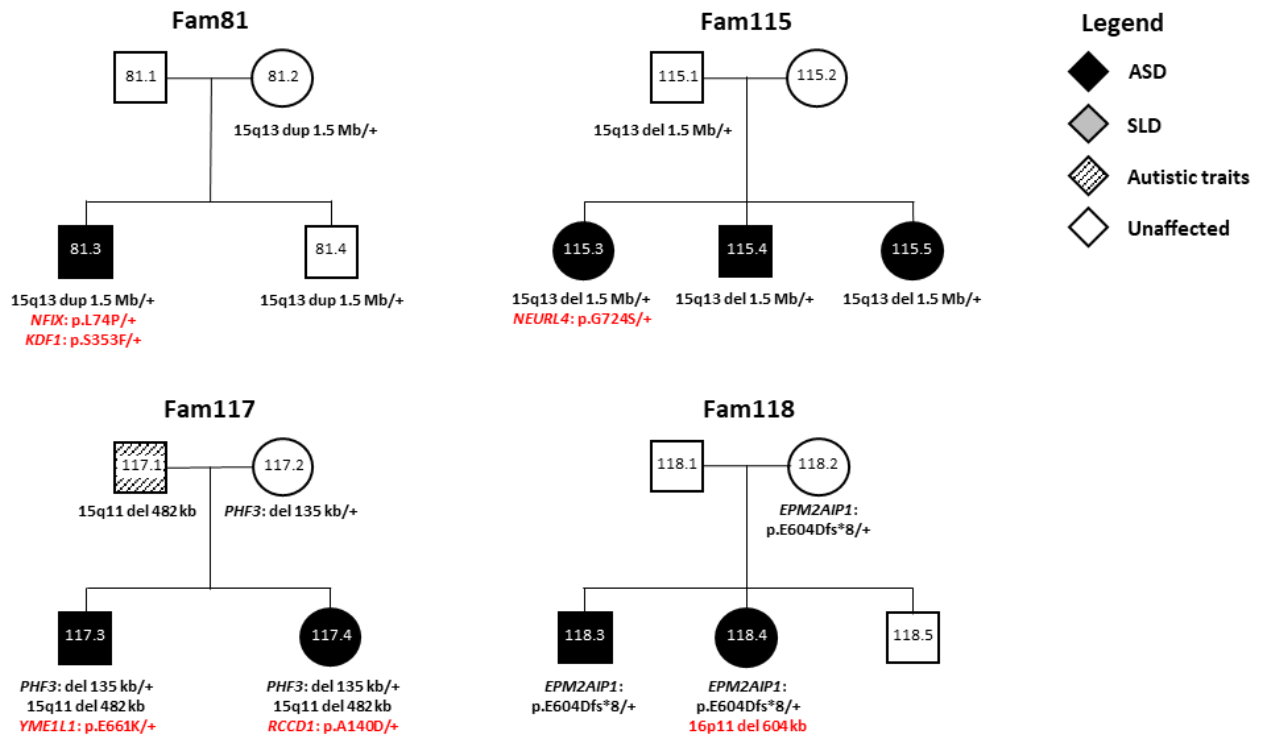 Fam81
Fam115
Legend
81.1
81.2
115.1
115.2
ASD
15q13 dup 1.5 Mb/+
15q13 del 1.5 Mb/+
SLD
Autistic traits
Unaffected
81.3
81.4
115.3
115.4
115.5
15q13 dup 1.5 Mb/+
NFIX: p.L74P/+
KDF1: p.S353F/+
15q13 dup 1.5 Mb/+
15q13 del 1.5 Mb/+
NEURL4: p.G724S/+
15q13 del 1.5 Mb/+
15q13 del 1.5 Mb/+
Fam117
Fam118
117.1
117.2
118.1
118.2
15q11 del 482 kb
PHF3: del 135 kb/+
EPM2AIP1:
p.E604Dfs*8/+
117.3
117.4
118.3
118.4
118.5
PHF3: del 135 kb/+
15q11 del 482 kb
YME1L1: p.E661K/+
PHF3: del 135 kb/+
15q11 del 482 kb
RCCD1: p.A140D/+
EPM2AIP1:
p.E604Dfs*8/+
EPM2AIP1:
p.E604Dfs*8/+
16p11 del 604 kb